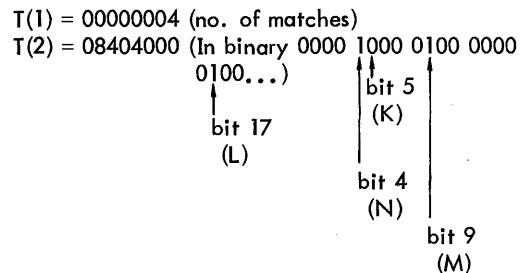 T(1) = 00000004 (no. of matches)
T(2) = 08404000 (In binary 0000 1000 0100 0000
0100...)
bit 5
(K)
bit 17
(L)
bit 4
(N)
bit 9
(M)